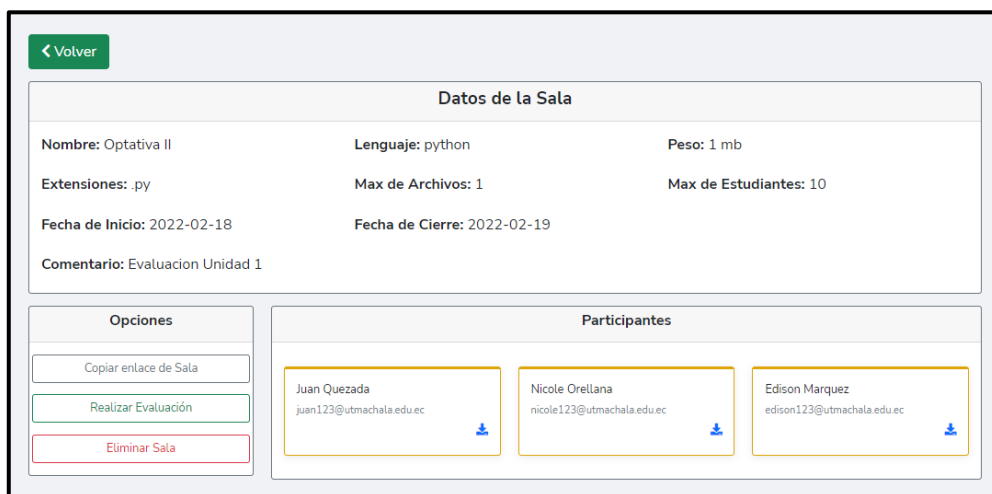 Volver
Datos de la Sala
Nombre: Optativa II Lenguaje: python Peso: 1 mb
Extensiones: .py Max de Archivos: 1 Max de Estudiantes: 10
Fecha de Inicio: 2022-02-18 Fecha de Cierre: 2022-02-19
Comentario: Evaluacion Unidad 1
Opciones
Copiar enlace de Sala
Realizar Evaluación
Eliminar Sala
Participantes
Juan Quezada
juan123@utmachala.edu.ec
Nicole Orellana
nicole123@utmachala.edu.ec
Edison Marquez
edison123@utmachala.edu.ec